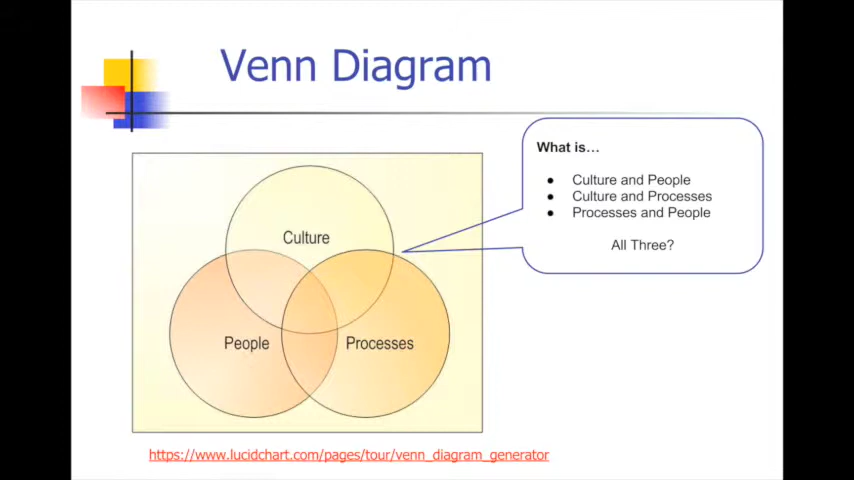 Venn Diagram
What is…
● Culture and People
● Culture and Processes
● Processes and People
All Three?
Culture
People
Processes
https://www.lucidchart.com/pages/tour/venn_diagram_generator